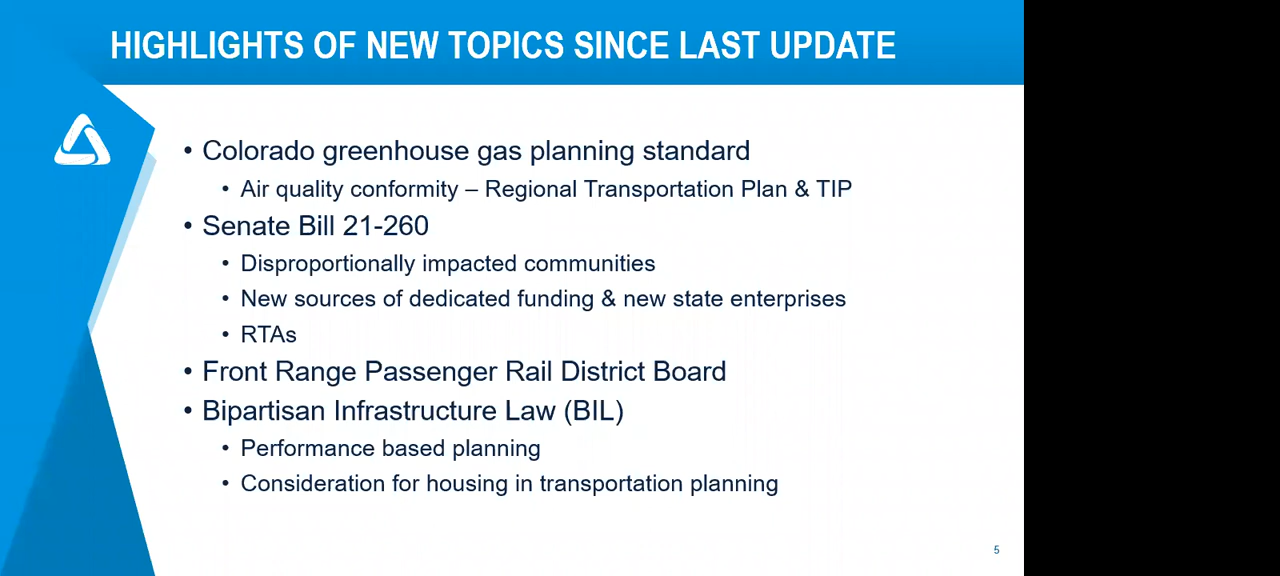 HIGHLIGHTS OF NEW TOPICS SINCE LAST UPDATE
• Colorado greenhouse gas planning standard
• Air quality conformity – Regional Transportation Plan & TIP
• Senate Bill 21-260
• Disproportionally impacted communities
• New sources of dedicated funding & new state enterprises
• RTAs
• Front Range Passenger Rail District Board
• Bipartisan Infrastructure Law (BIL)
• Performance based planning
• Consideration for housing in transportation planning
5